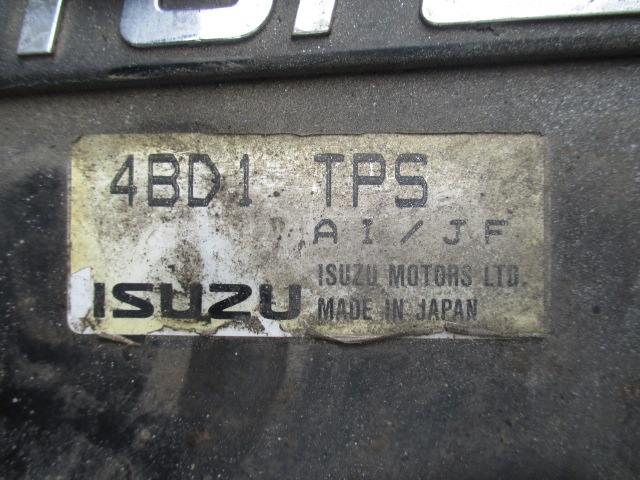 4BD1 TPS
AI/JF
ISUZU
ISUZU MOTORS LTD.
MADE IN JAPAN